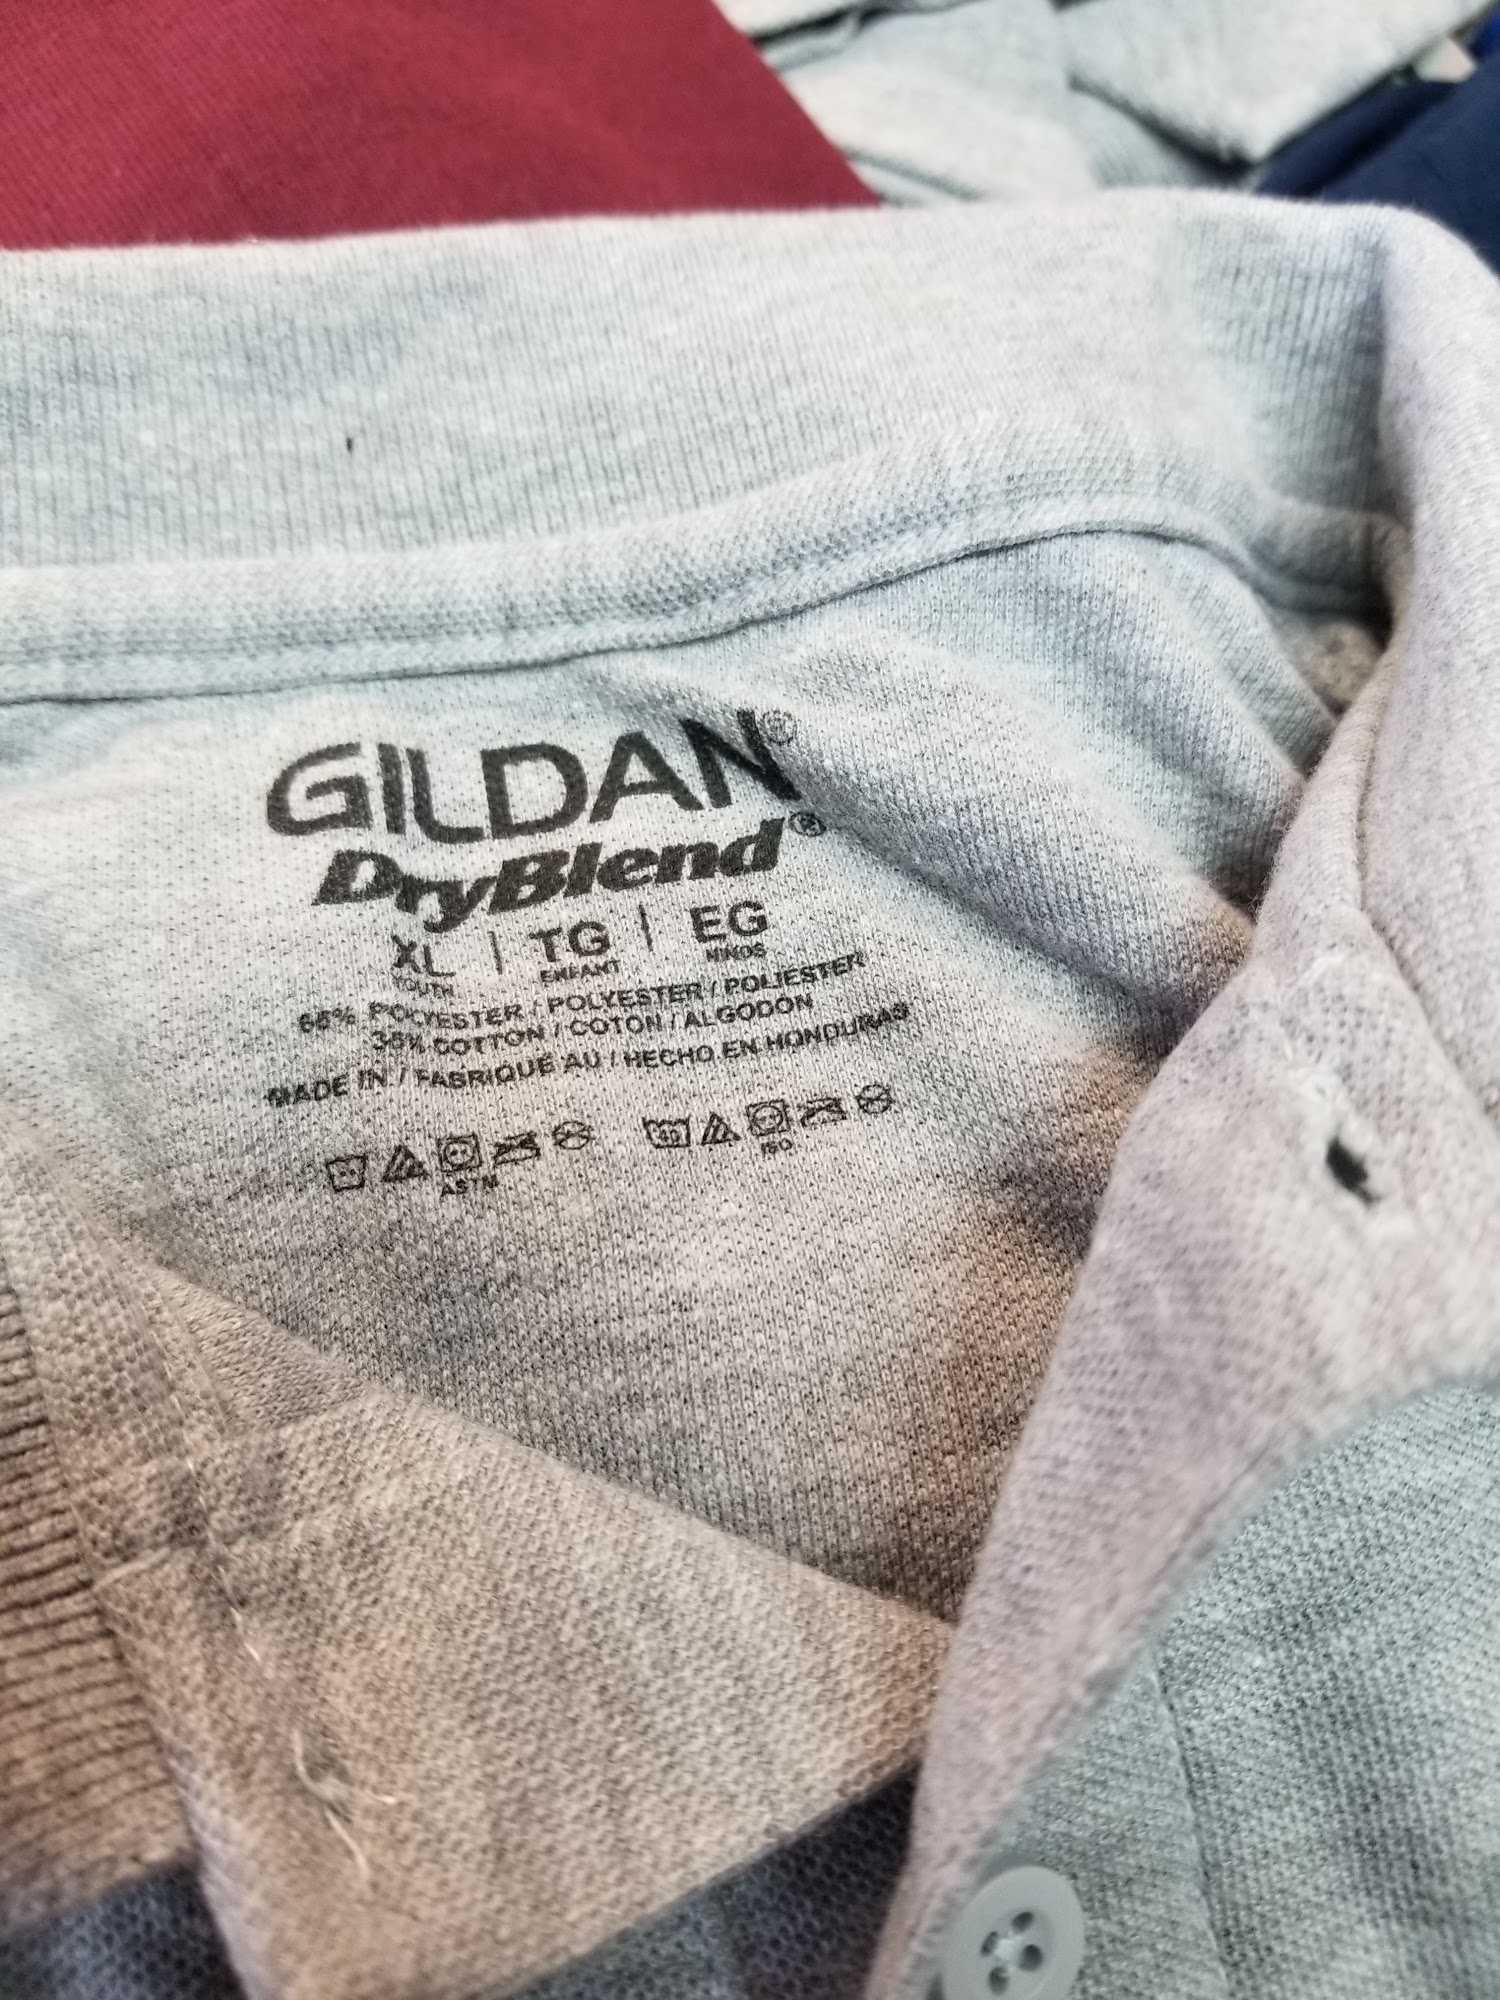 GILDAN®
DryBlend®
XL | TG | EG
YOUTH ENFANT NIÑOS
65% POLYESTER / POLYESTER / POLIESTER
35% COTTON / COTON / ALGODON
MADE IN / FABRIQUÉ AU / HECHO EN HONDURAS
ASTM ISO